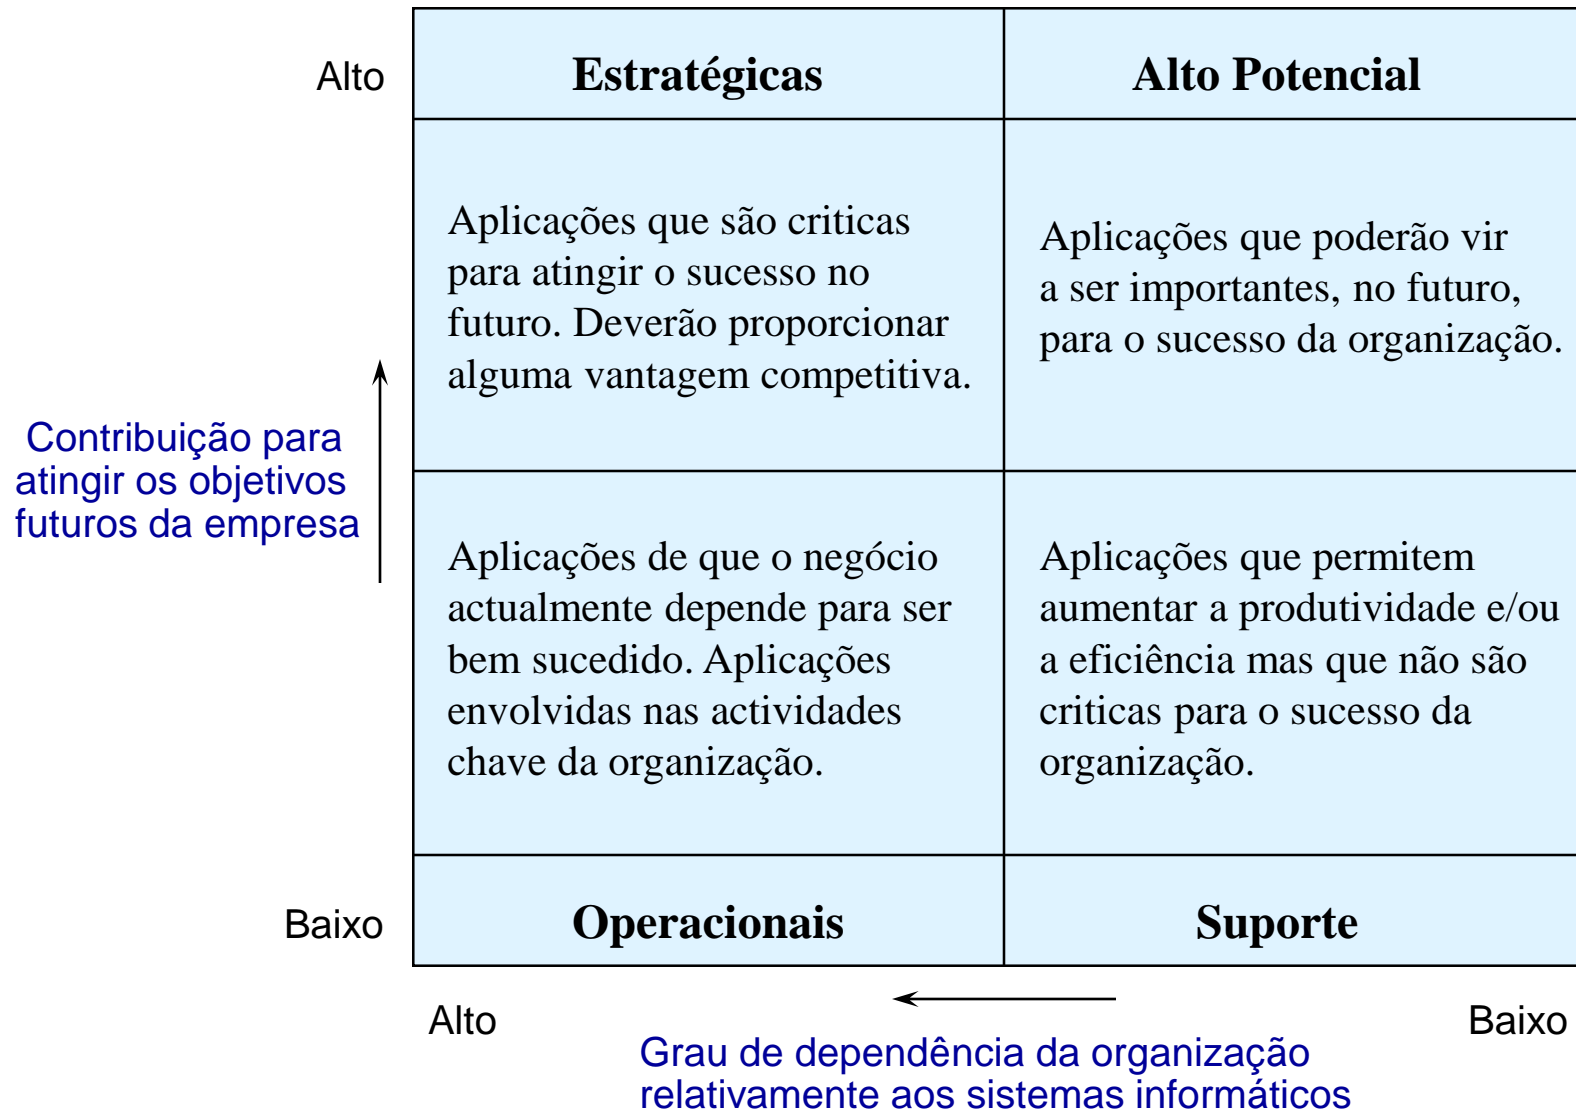 Alto
Estratégicas
Alto Potencial
Aplicações que são criticas
para atingir o sucesso no
futuro. Deverão proporcionar
alguma vantagem competitiva.
Aplicações que poderão vir
a ser importantes, no futuro,
para o sucesso da organização.
Contribuição para
atingir os objetivos
futuros da empresa
Aplicações de que o negócio
actualmente depende para ser
bem sucedido. Aplicações
envolvidas nas actividades
chave da organização.
Aplicações que permitem
aumentar a produtividade e/ou
a eficiência mas que não são
criticas para o sucesso da
organização.
Baixo
Operacionais
Suporte
Alto
Baixo
Grau de dependência da organização
relativamente aos sistemas informáticos